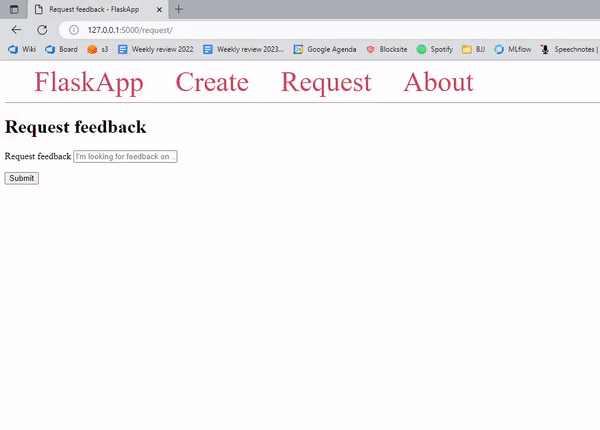 Request feedback - FlaskApp
127.0.0.1:5000/request/
Wiki Board s3 Weekly review 2022 Weekly review 2023... Google Agenda Blocksite Spotify BJJ MLflow Speechnotes |
FlaskApp Create Request About
Request feedback
Request feedback I'm looking for feedback on ..
Submit